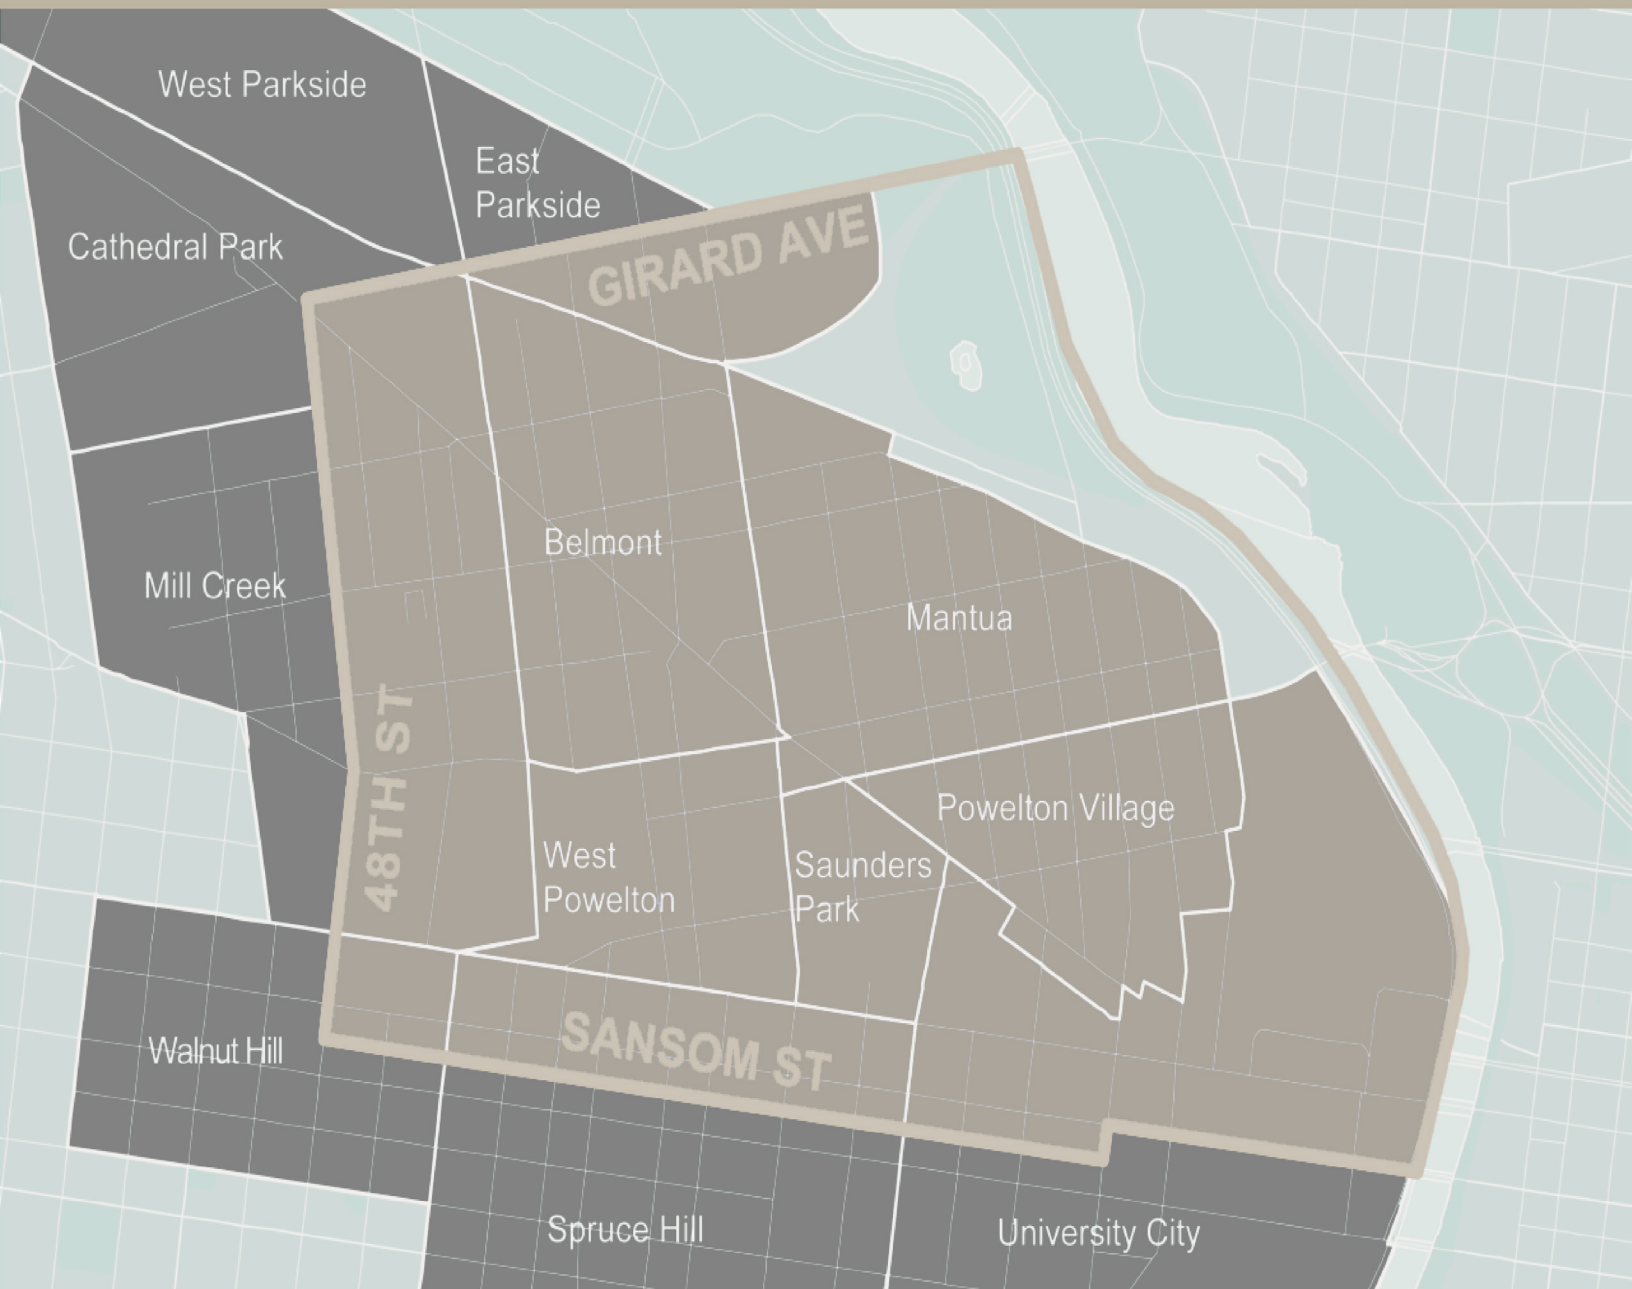 West Parkside
East
Parkside
Cathedral Park
GIRARD AVE
Belmont
Mill Creek
Mantua
48TH ST
Powelton Village
West
Powelton
Saunders
Park
SANSOM ST
Walnut Hill
Spruce Hill
University City